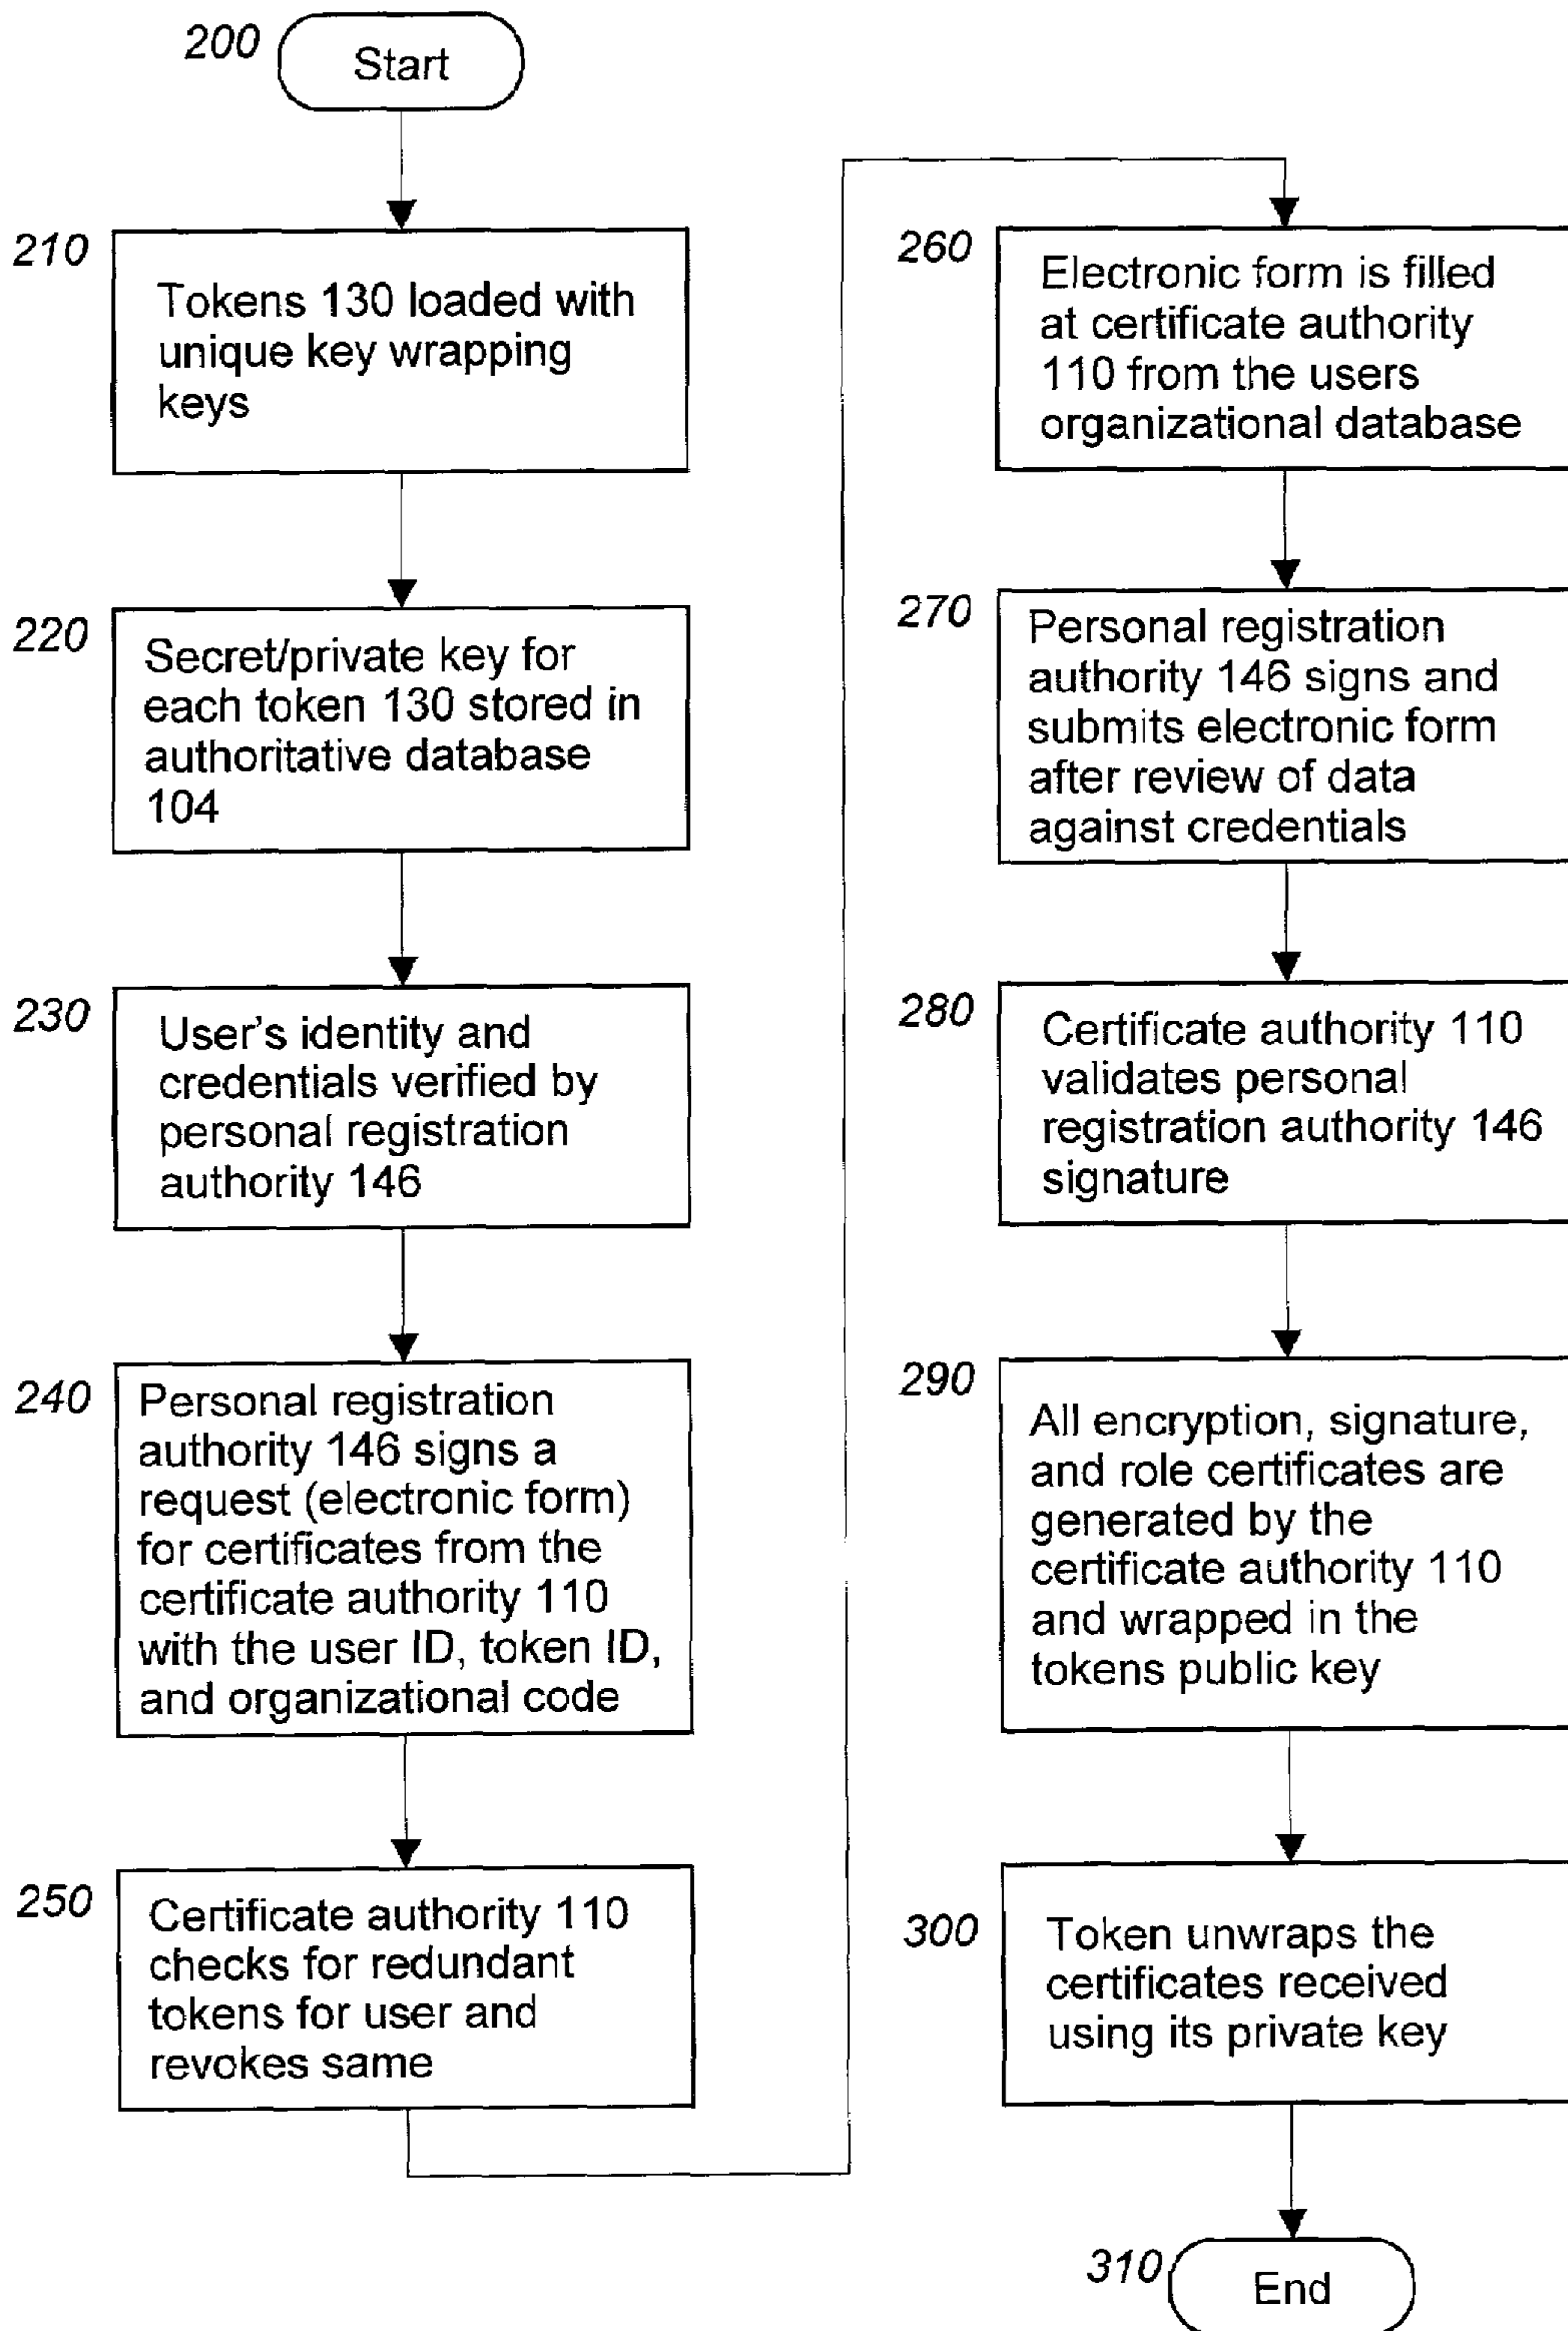 200
Start
210
Tokens 130 loaded with
unique key wrapping
keys
220
Secret/private key for
each token 130 stored in
authoritative database
104
230
User's identity and
credentials verified by
personal registration
authority 146
240
Personal registration
authority 146 signs a
request (electronic form)
for certificates from the
certificate authority 110
with the user ID, token ID,
and organizational code
250
Certificate authority 110
checks for redundant
tokens for user and
revokes same
260
Electronic form is filled
at certificate authority
110 from the users
organizational database
270
Personal registration
authority 146 signs and
submits electronic form
after review of data
against credentials
280
Certificate authority 110
validates personal
registration authority 146
signature
290
All encryption, signature,
and role certificates are
generated by the
certificate authority 110
and wrapped in the
tokens public key
300
Token unwraps the
certificates received
using its private key
310
End